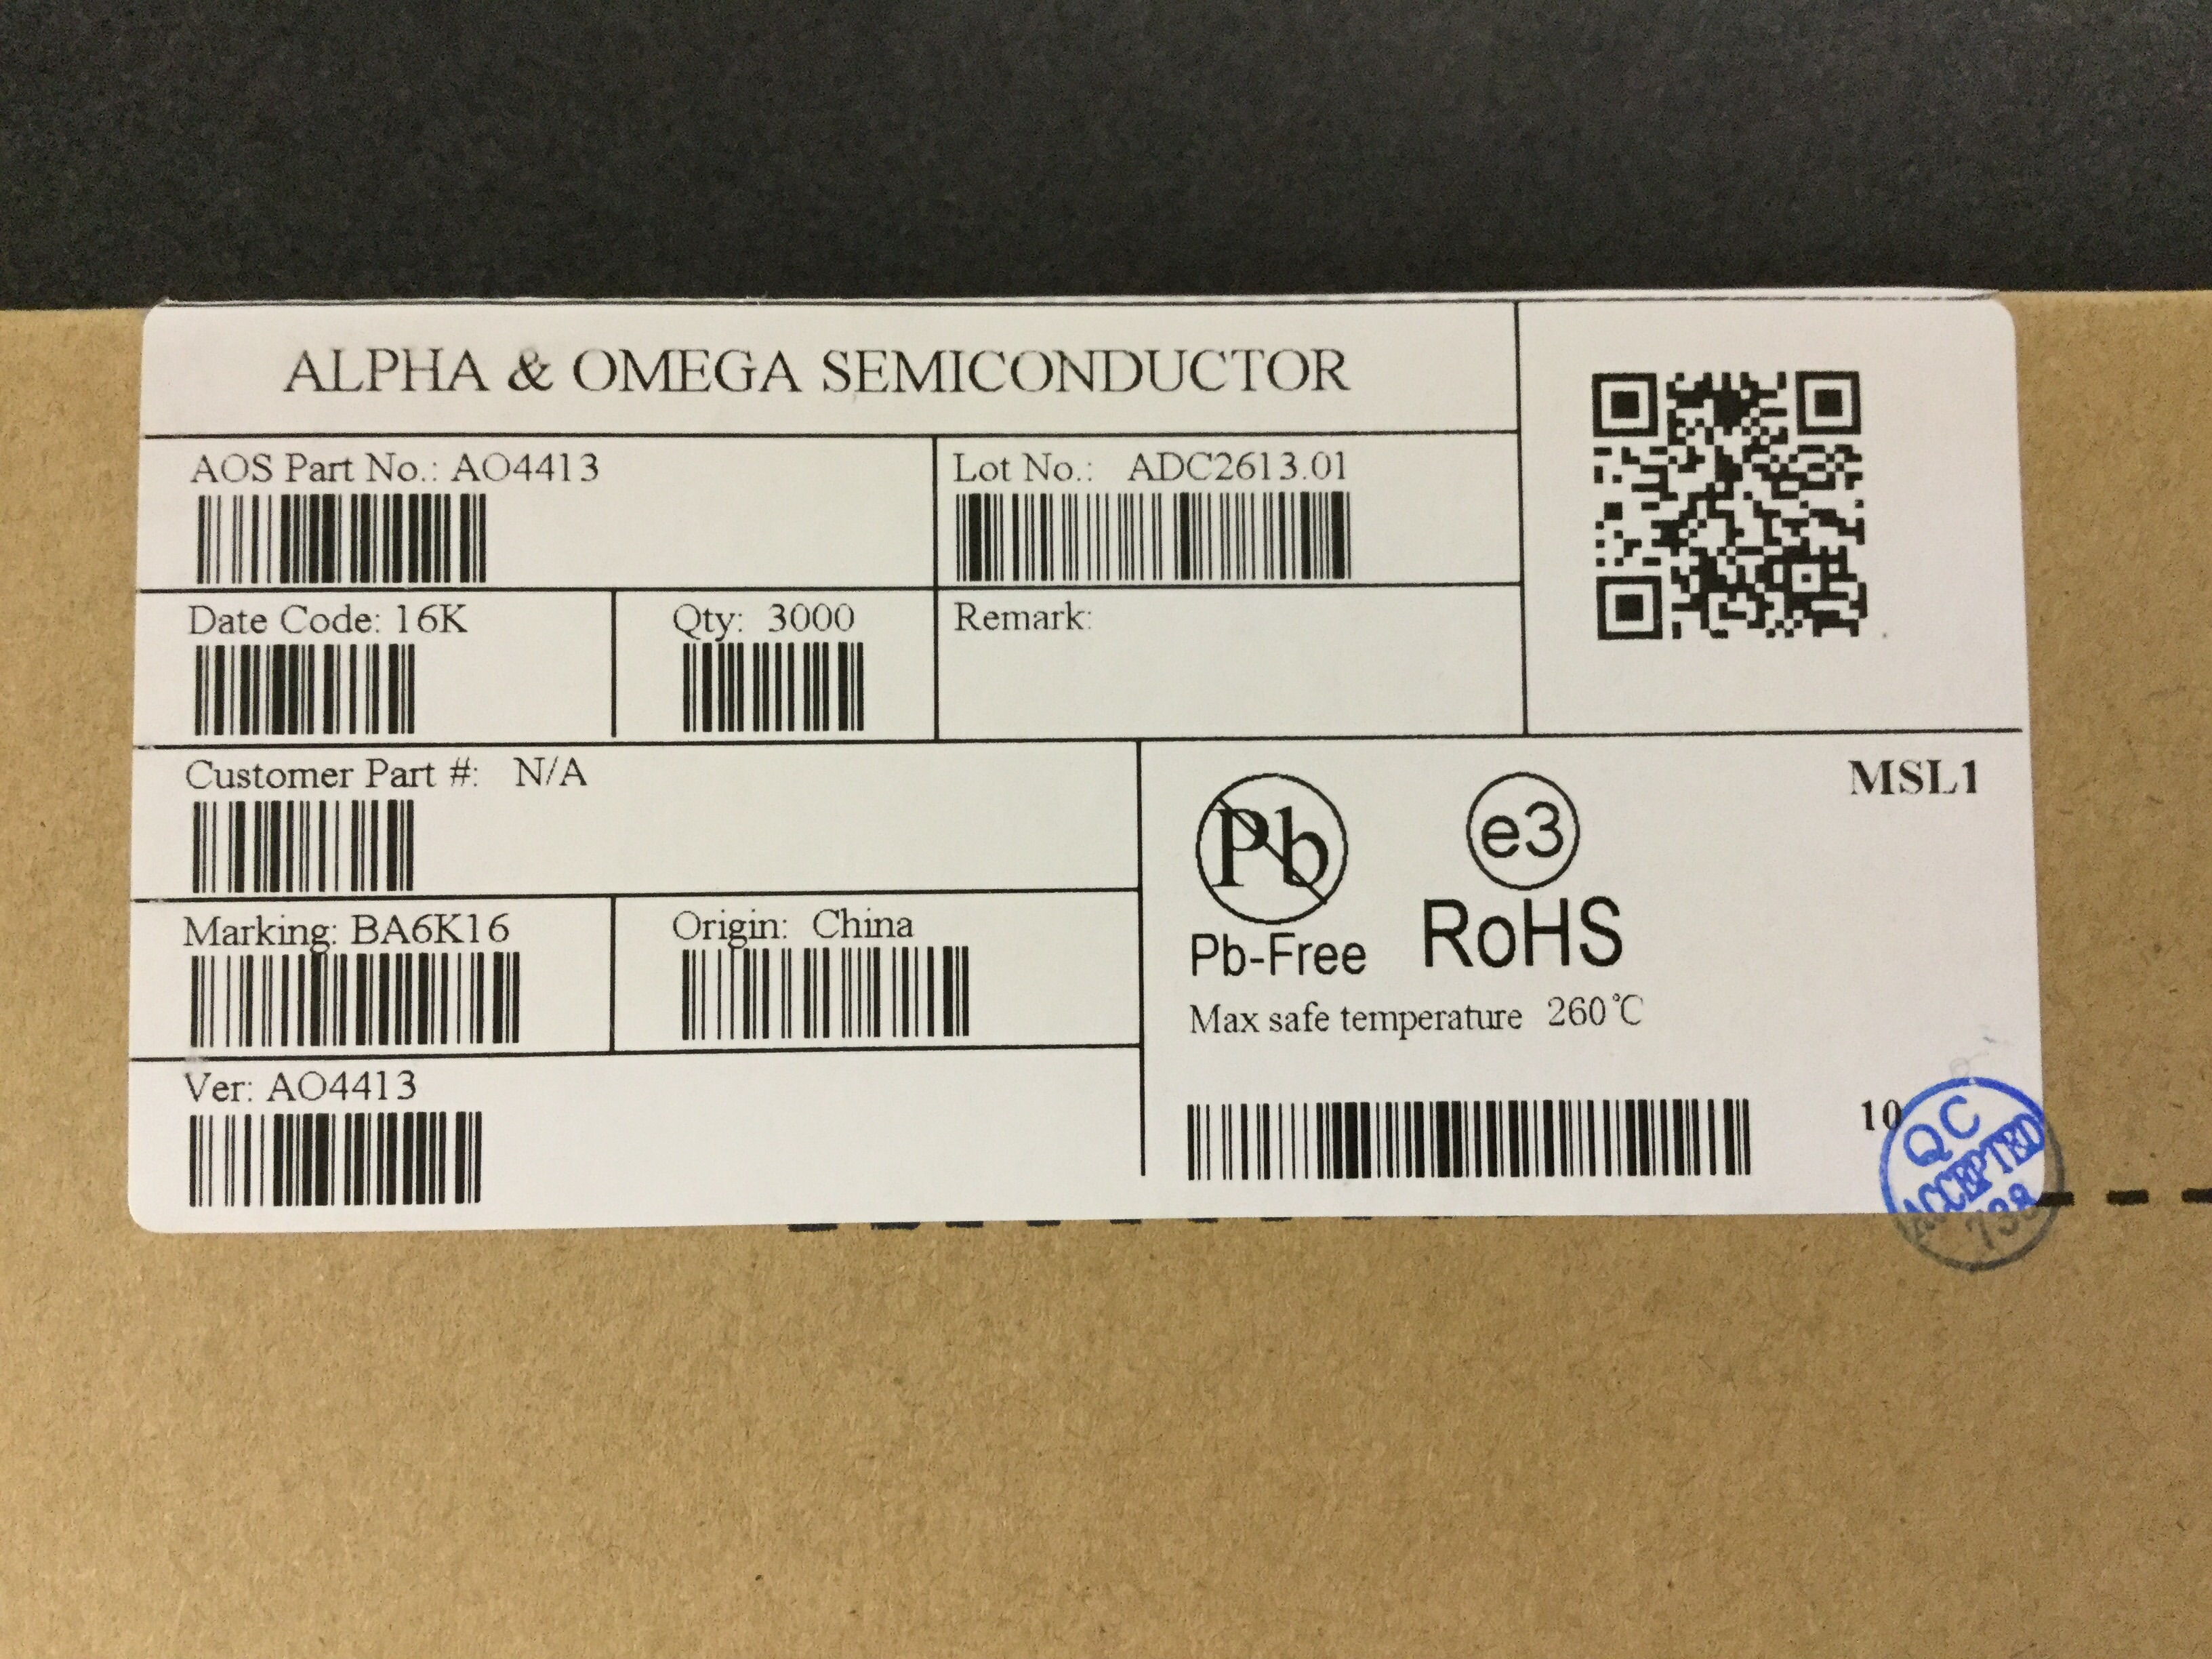 ALPHA & OMEGA SEMICONDUCTOR
AOS Part No.: AO4413
Lot No.: ADC2613.01
Date Code: 16K
Qty: 3000
Remark:
Customer Part #: N/A
MSL1
Pb
e3
Pb-Free
RoHS
Marking: BA6K16
Origin: China
Max safe temperature 260℃
Ver: AO4413
10
QC
ACCEPTED
738